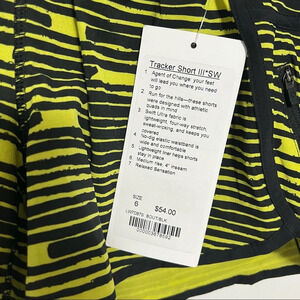 Tracker Short III*SW
1 Agent of Change: your feet
will lead you where you need
to go
2 Run for the hills—these shorts
were designed with athletic
builds in mind
3 Swift Ultra fabric is
lightweight, four-way stretch,
sweat-wicking, and keeps you
covered
4 No-dig elastic waistband is
wide and comfortable
5 Lightweight liner helps shorts
stay in place
6 Medium rise, 4" inseam
7 Relaxed Sensation
SIZE
6
$54.00